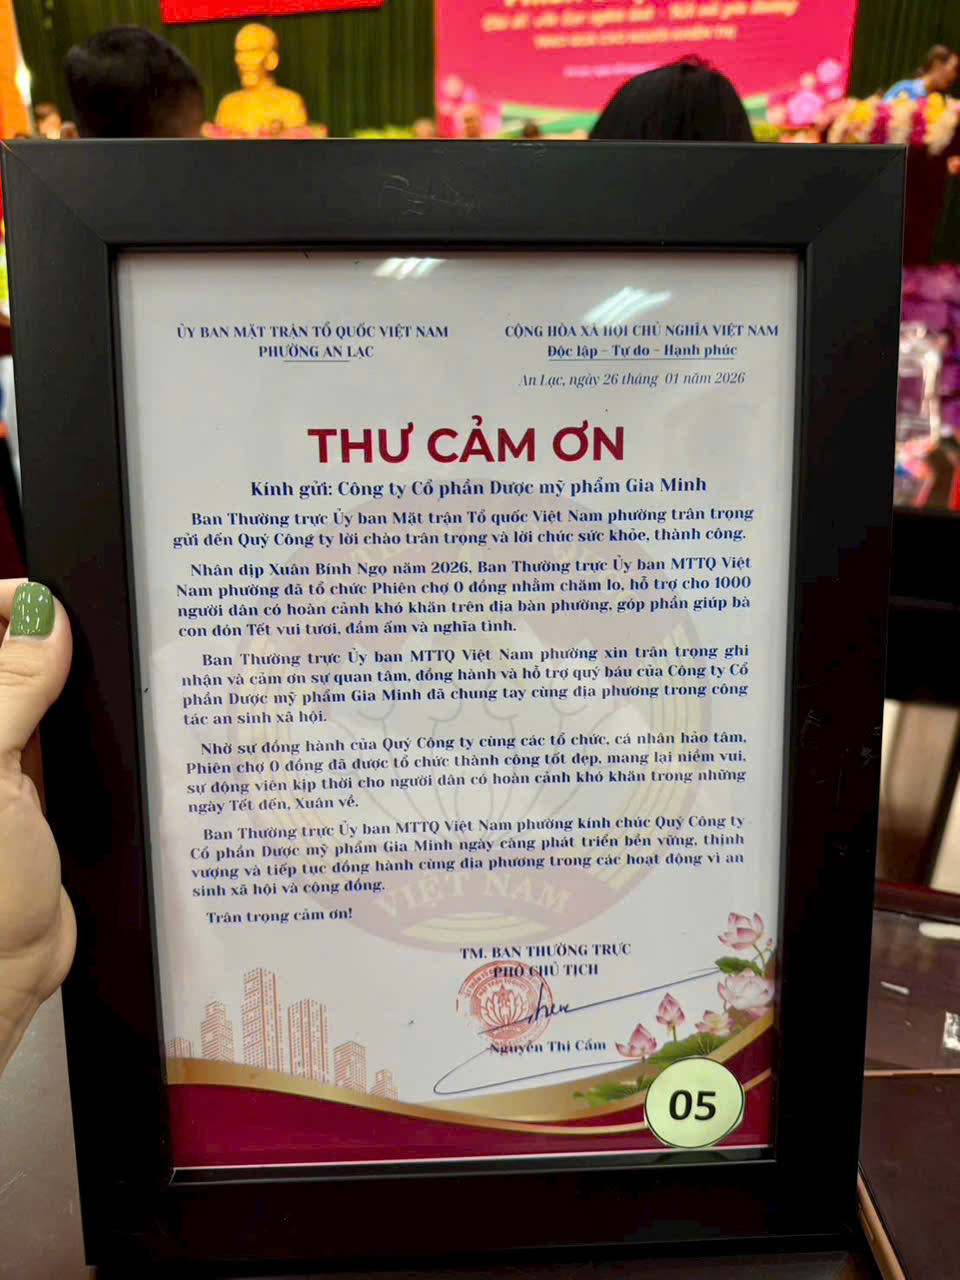 TRAO QUÀ CHO NGƯỜI KHIẾM THỊ
ỦY BAN MẶT TRẬN TỔ QUỐC VIỆT NAM
PHƯỜNG AN LẠC
CỘNG HÒA XÃ HỘI CHỦ NGHĨA VIỆT NAM
Độc lập - Tự do - Hạnh phúc
An Lạc, ngày 26 tháng 01 năm 2026
THƯ CẢM ƠN
Kính gửi: Công ty Cổ phần Dược mỹ phẩm Gia Minh
Ban Thường trực Ủy ban Mặt trận Tổ quốc Việt Nam phường trân trọng
gửi đến Quý Công ty lời chào trân trọng và lời chúc sức khỏe, thành công.
Nhân dịp Xuân Bính Ngọ năm 2026, Ban Thường trực Ủy ban MTTQ Việt
Nam phường đã tổ chức Phiên chợ 0 đồng nhằm chăm lo, hỗ trợ cho 1000
người dân có hoàn cảnh khó khăn trên địa bàn phường, góp phần giúp bà
con đón Tết vui tươi, đầm ấm và nghĩa tình.
Ban Thường trực Ủy ban MTTQ Việt Nam phường xin trân trọng ghi
nhận và cảm ơn sự quan tâm, đồng hành và hỗ trợ quý báu của Công ty Cổ
phần Dược mỹ phẩm Gia Minh đã chung tay cùng địa phương trong công
tác an sinh xã hội.
Nhờ sự đồng hành của Quý Công ty cùng các tổ chức, cá nhân hảo tâm,
Phiên chợ 0 đồng đã được tổ chức thành công tốt đẹp, mang lại niềm vui,
sự động viên kịp thời cho người dân có hoàn cảnh khó khăn trong những
ngày Tết đến, Xuân về.
Ban Thường trực Ủy ban MTTQ Việt Nam phường kính chúc Quý Công ty
Cổ phần Dược mỹ phẩm Gia Minh ngày càng phát triển bền vững, thịnh
vượng và tiếp tục đồng hành cùng địa phương trong các hoạt động vì an
sinh xã hội và cộng đồng.
VIỆT NAM
Trân trọng cảm ơn!
TM. BAN THƯỜNG TRỰC
PHÓ CHỦ TỊCH
Nguyễn Thị Cẩm
05